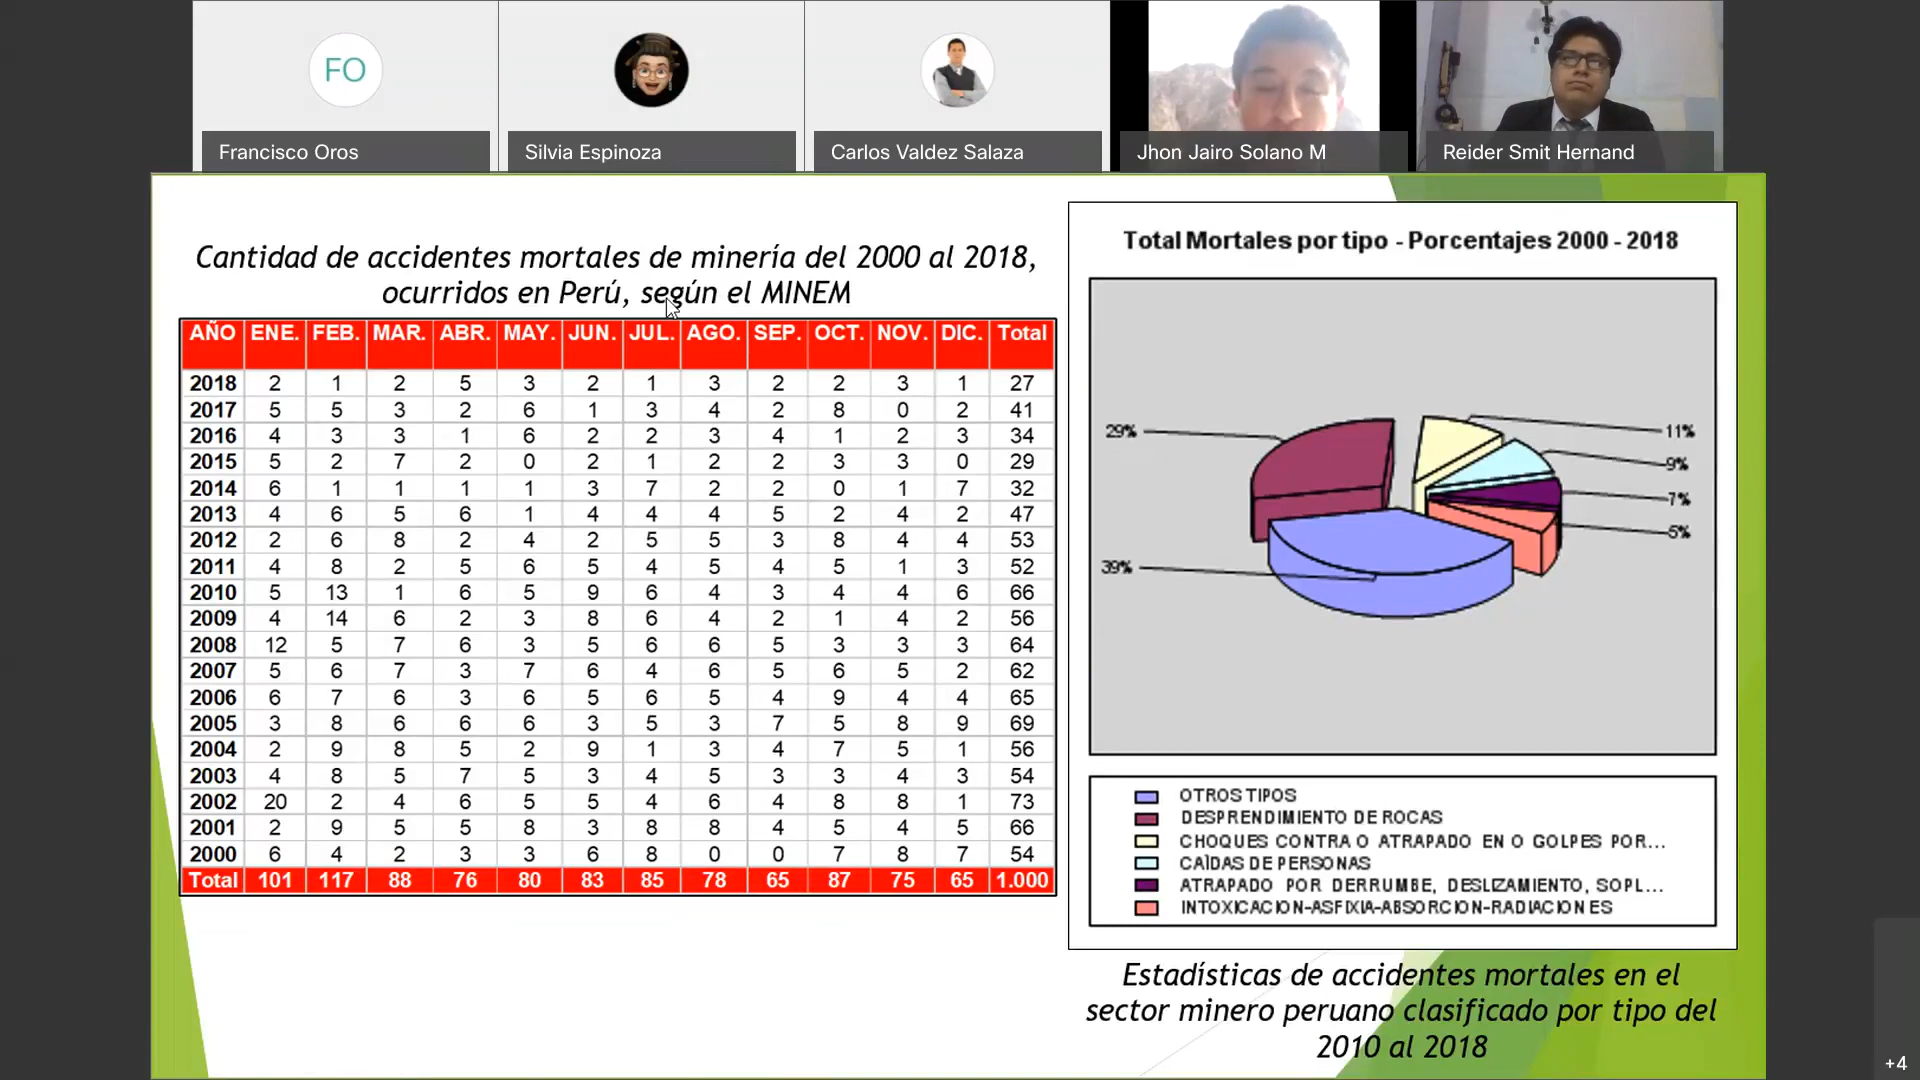 FO
Francisco Oros
Silvia Espinoza
Carlos Valdez Salaza
Jhon Jairo Solano M
Reider Smit Hernand
Cantidad de accidentes mortales de minería del 2000 al 2018,
ocurridos en Perú, según el MINEM
AÑO ENE. FEB. MAR. ABR. MAY. JUN. JUL. AGO. SEP. OCT. NOV. DIC. Total
2018 2 1 2 5 3 2 1 3 2 2 3 1 27
2017 5 5 3 2 6 1 3 4 2 8 0 2 41
2016 4 3 3 1 6 2 2 3 4 1 2 3 34
2015 5 2 7 2 0 2 1 2 2 3 3 0 29
2014 6 1 1 1 1 3 7 2 2 0 1 7 32
2013 4 6 5 6 1 4 4 4 5 2 4 2 47
2012 2 6 8 2 4 2 5 5 3 8 4 4 53
2011 4 8 2 5 6 5 4 5 4 5 1 3 52
2010 5 13 1 6 5 9 6 4 3 4 4 6 66
2009 4 14 6 2 3 8 6 4 2 1 4 2 56
2008 12 5 7 6 3 5 6 6 5 3 3 3 64
2007 5 6 7 3 7 6 4 6 5 6 5 2 62
2006 6 7 6 3 6 5 6 5 4 9 4 4 65
2005 3 8 6 6 6 3 5 3 7 5 8 9 69
2004 2 9 8 5 2 9 1 3 4 7 5 1 56
2003 4 8 5 7 5 3 4 5 3 3 4 3 54
2002 20 2 4 6 5 5 4 6 4 8 8 1 73
2001 2 9 5 5 8 3 8 8 4 5 4 5 66
2000 6 4 2 3 3 6 8 0 0 7 8 7 54
Total 101 117 88 76 80 83 85 78 65 87 75 65 1.000
Total Mortales por tipo - Porcentajes 2000 - 2018
29%
11%
9%
7%
5%
39%
OTROS TIPOS
DESPRENDIMIENTO DE ROCAS
CHOQUES CONTRA O ATRAPADO EN O GOLPES POR...
CAÍDAS DE PERSONAS
ATRAPADO POR DERRUMBE, DESLIZAMIENTO, SOPL...
INTOXICACION-ASFIXIA-ABSORCION-RADIACIONES
Estadísticas de accidentes mortales en el
sector minero peruano clasificado por tipo del
2010 al 2018
+4